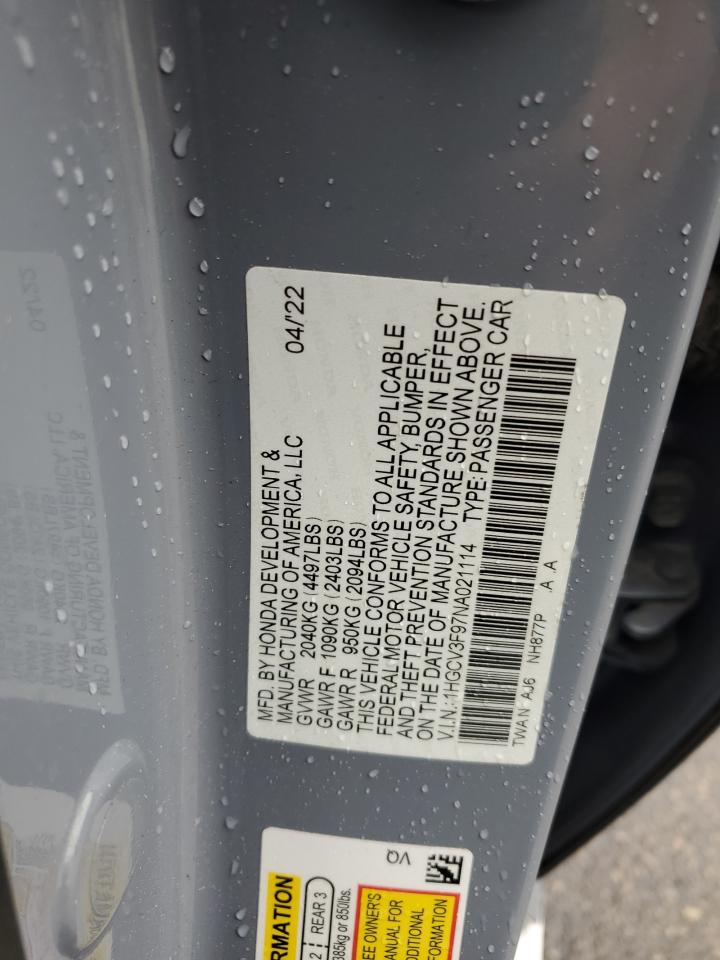 MFD. BY HONDA DEVELOPMENT &
MANUFACTURING OF AMERICA, LLC 04/'22
GVWR 2040KG (4497LBS)
GAWR F 1090KG (2403LBS)
GAWR R 950KG (2094LBS)
THIS VEHICLE CONFORMS TO ALL APPLICABLE
FEDERAL MOTOR VEHICLE SAFETY, BUMPER,
AND THEFT PREVENTION STANDARDS IN EFFECT
ON THE DATE OF MANUFACTURE SHOWN ABOVE.
V.I.N.: 1HGCV3F97NA021114 TYPE: PASSENGER CAR
TWAN AJ6 NH877P A A
VQ
RMATION
2 REAR 3
385kg or 850lbs.
EE OWNER'S
ANUAL FOR
DDITIONAL
FORMATION